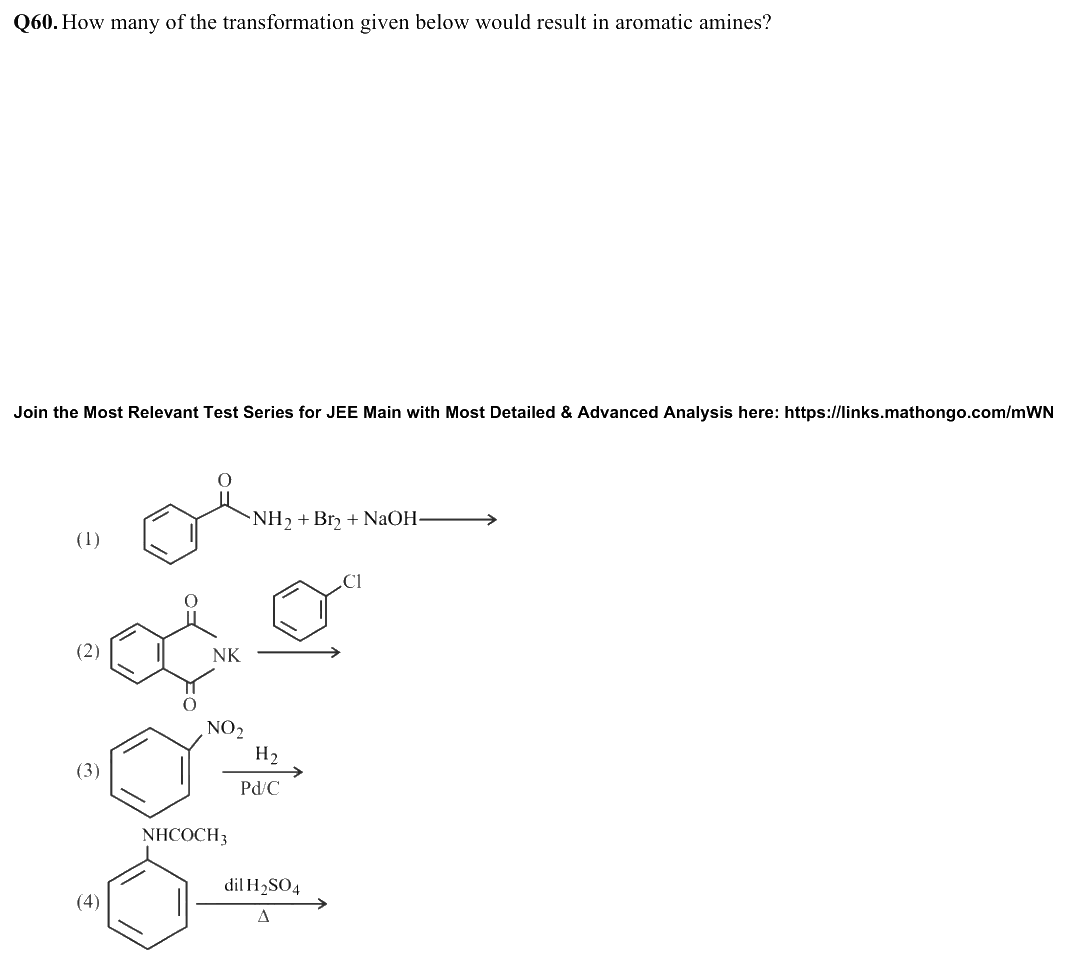 Q60. How many of the transformation given below would result in aromatic amines?
Join the Most Relevant Test Series for JEE Main with Most Detailed & Advanced Analysis here: https://links.mathongo.com/mWN
O
(1) NH₂ + Br₂ + NaOH
Cl
O
(2) NK
O
NO₂
H₂
(3)
Pd/C
NHCOCH₃
dil H₂SO₄
(4)
Δ